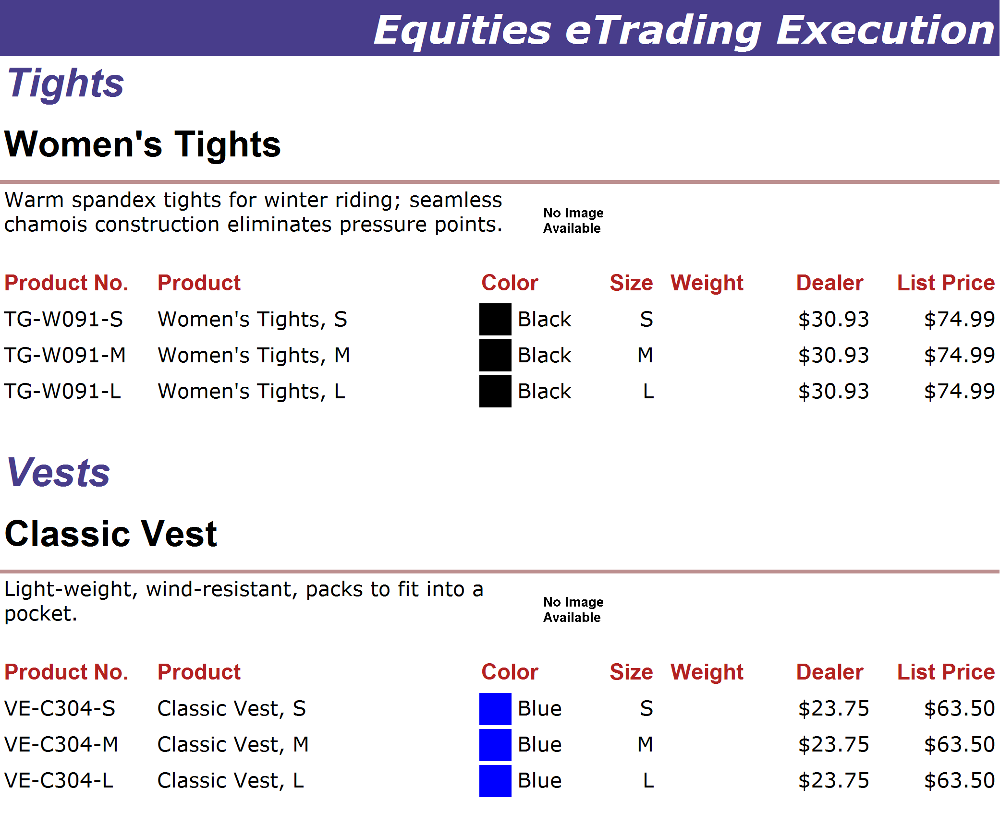 Equities eTrading Execution
Tights
Women's Tights
Warm spandex tights for winter riding; seamless
chamois construction eliminates pressure points.
No Image
Available
Product No. Product Color Size Weight Dealer List Price
TG-W091-S Women's Tights, S Black S $30.93 $74.99
TG-W091-M Women's Tights, M Black M $30.93 $74.99
TG-W091-L Women's Tights, L Black L $30.93 $74.99
Vests
Classic Vest
Light-weight, wind-resistant, packs to fit into a
pocket.
No Image
Available
Product No. Product Color Size Weight Dealer List Price
VE-C304-S Classic Vest, S Blue S $23.75 $63.50
VE-C304-M Classic Vest, M Blue M $23.75 $63.50
VE-C304-L Classic Vest, L Blue L $23.75 $63.50